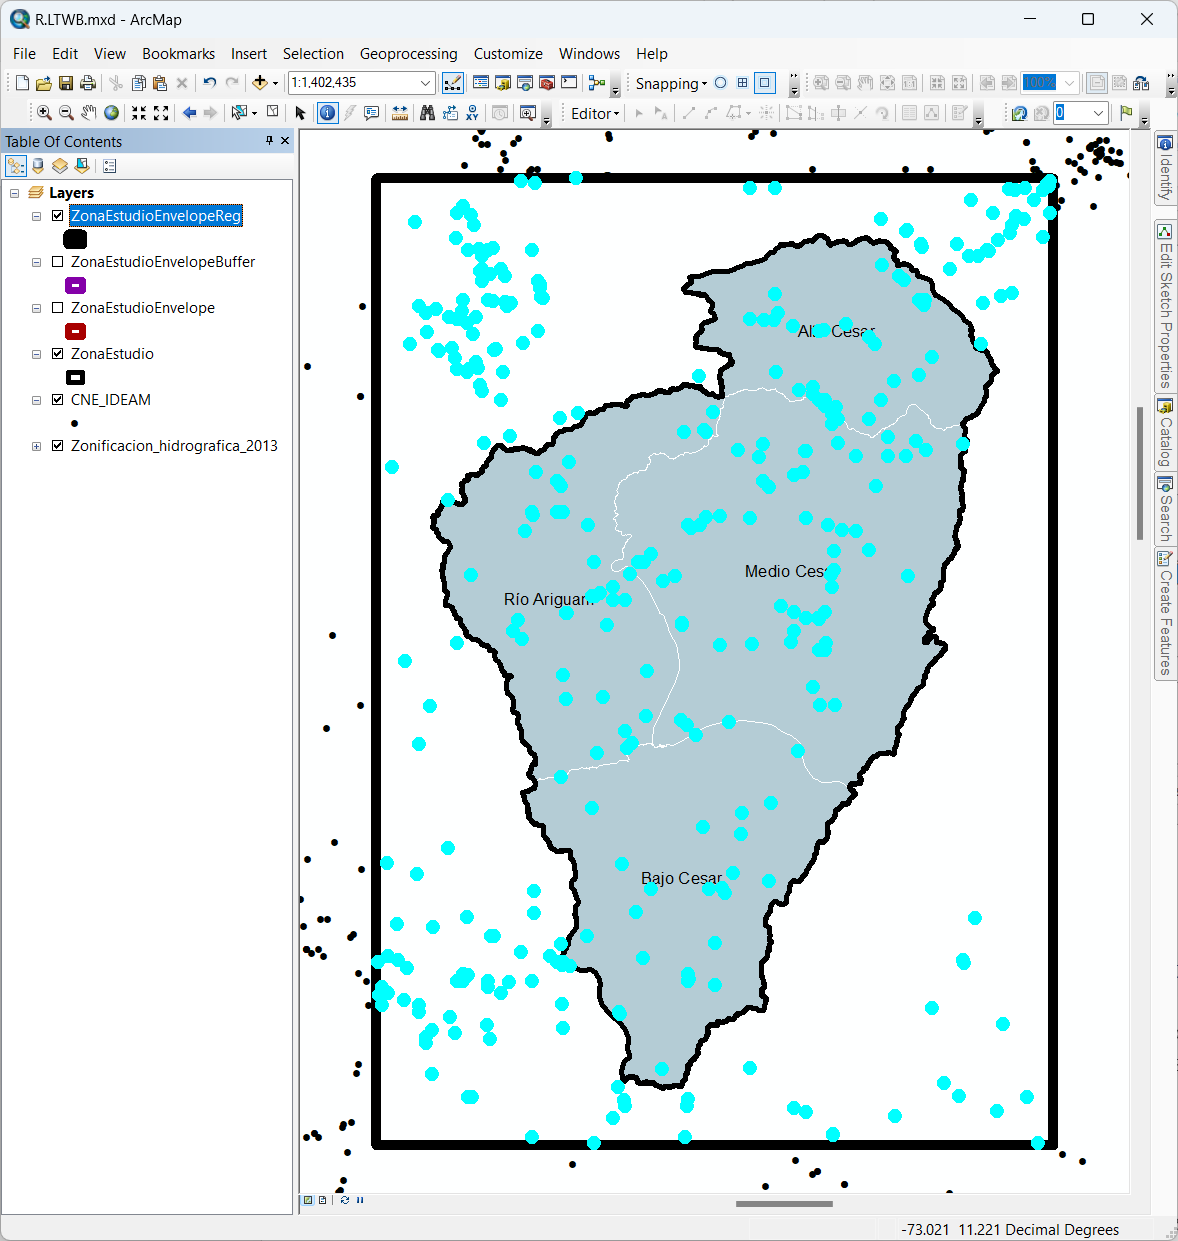 R.LTWB.mxd - ArcMap
File Edit View Bookmarks Insert Selection Geoprocessing Customize Windows Help
1:1,402,435 Snapping 100%
Editor 0
Table Of Contents
Layers
ZonaEstudioEnvelopeReg
ZonaEstudioEnvelopeBuffer
ZonaEstudioEnvelope
ZonaEstudio
CNE_IDEAM
Zonificacion_hidrografica_2013
Alto Cesar
Medio Cesar
Río Ariguaní
Bajo Cesar
Identify
Edit Sketch Properties
Catalog
Search
Create Features
-73.021 11.221 Decimal Degrees